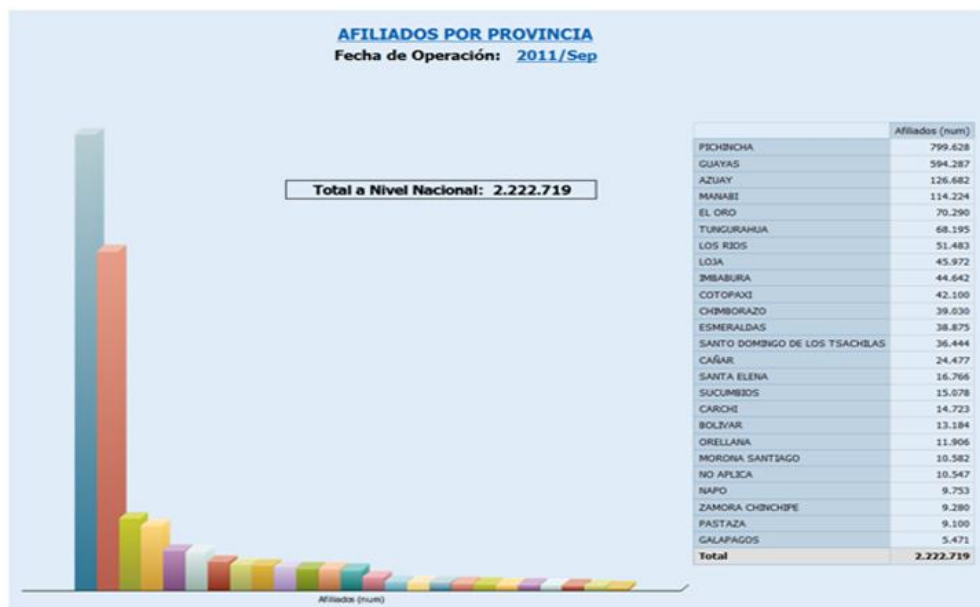 AFILIADOS POR PROVINCIA
Fecha de Operación: 2011/Sep
Total a Nivel Nacional: 2.222.719
Afiliados (num)
PICHINCHA 799.628
GUAYAS 594.287
AZUAY 126.682
MANABI 114.224
EL ORO 70.290
TUNGURAHUA 68.195
LOS RIOS 51.483
LOJA 45.972
IMBABURA 44.642
COTOPAXI 42.100
CHIMBORAZO 39.030
ESMERALDAS 38.875
SANTO DOMINGO DE LOS TSACHILAS 36.444
CAÑAR 24.477
SANTA ELENA 16.766
SUCUMBIOS 15.078
CARCHI 14.723
BOLIVAR 13.184
ORELLANA 11.906
MORONA SANTIAGO 10.582
NO APLICA 10.547
NAPO 9.753
ZAMORA CHINCHIPE 9.280
PASTAZA 9.100
GALAPAGOS 5.471
Total 2.222.719
Afiliados (num)